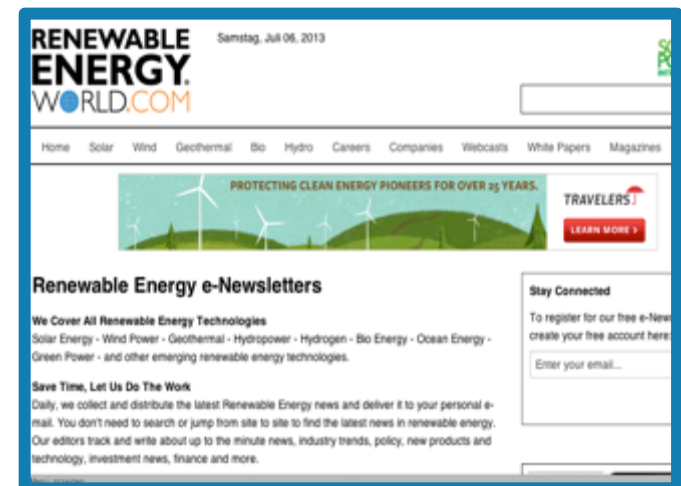 RENEWABLE
ENERGY
WORLD.COM
Samstag, Juli 06, 2013
Home Solar Wind Geothermal Bio Hydro Careers Companies Webcasts White Papers Magazines
PROTECTING CLEAN ENERGY PIONEERS FOR OVER 25 YEARS.
TRAVELERS
LEARN MORE >
Renewable Energy e-Newsletters
We Cover All Renewable Energy Technologies
Solar Energy - Wind Power - Geothermal - Hydropower - Hydrogen - Bio Energy - Ocean Energy -
Green Power - and other emerging renewable energy technologies.
Save Time, Let Us Do The Work
Daily, we collect and distribute the latest Renewable Energy news and deliver it to your personal e-
mail. You don't need to search or jump from site to site to find the latest news in renewable energy.
Our editors track and write about up to the minute news, industry trends, policy, new products and
technology, investment news, finance and more.
Stay Connected
To register for our free e-New
create your free account here:
Enter your email...